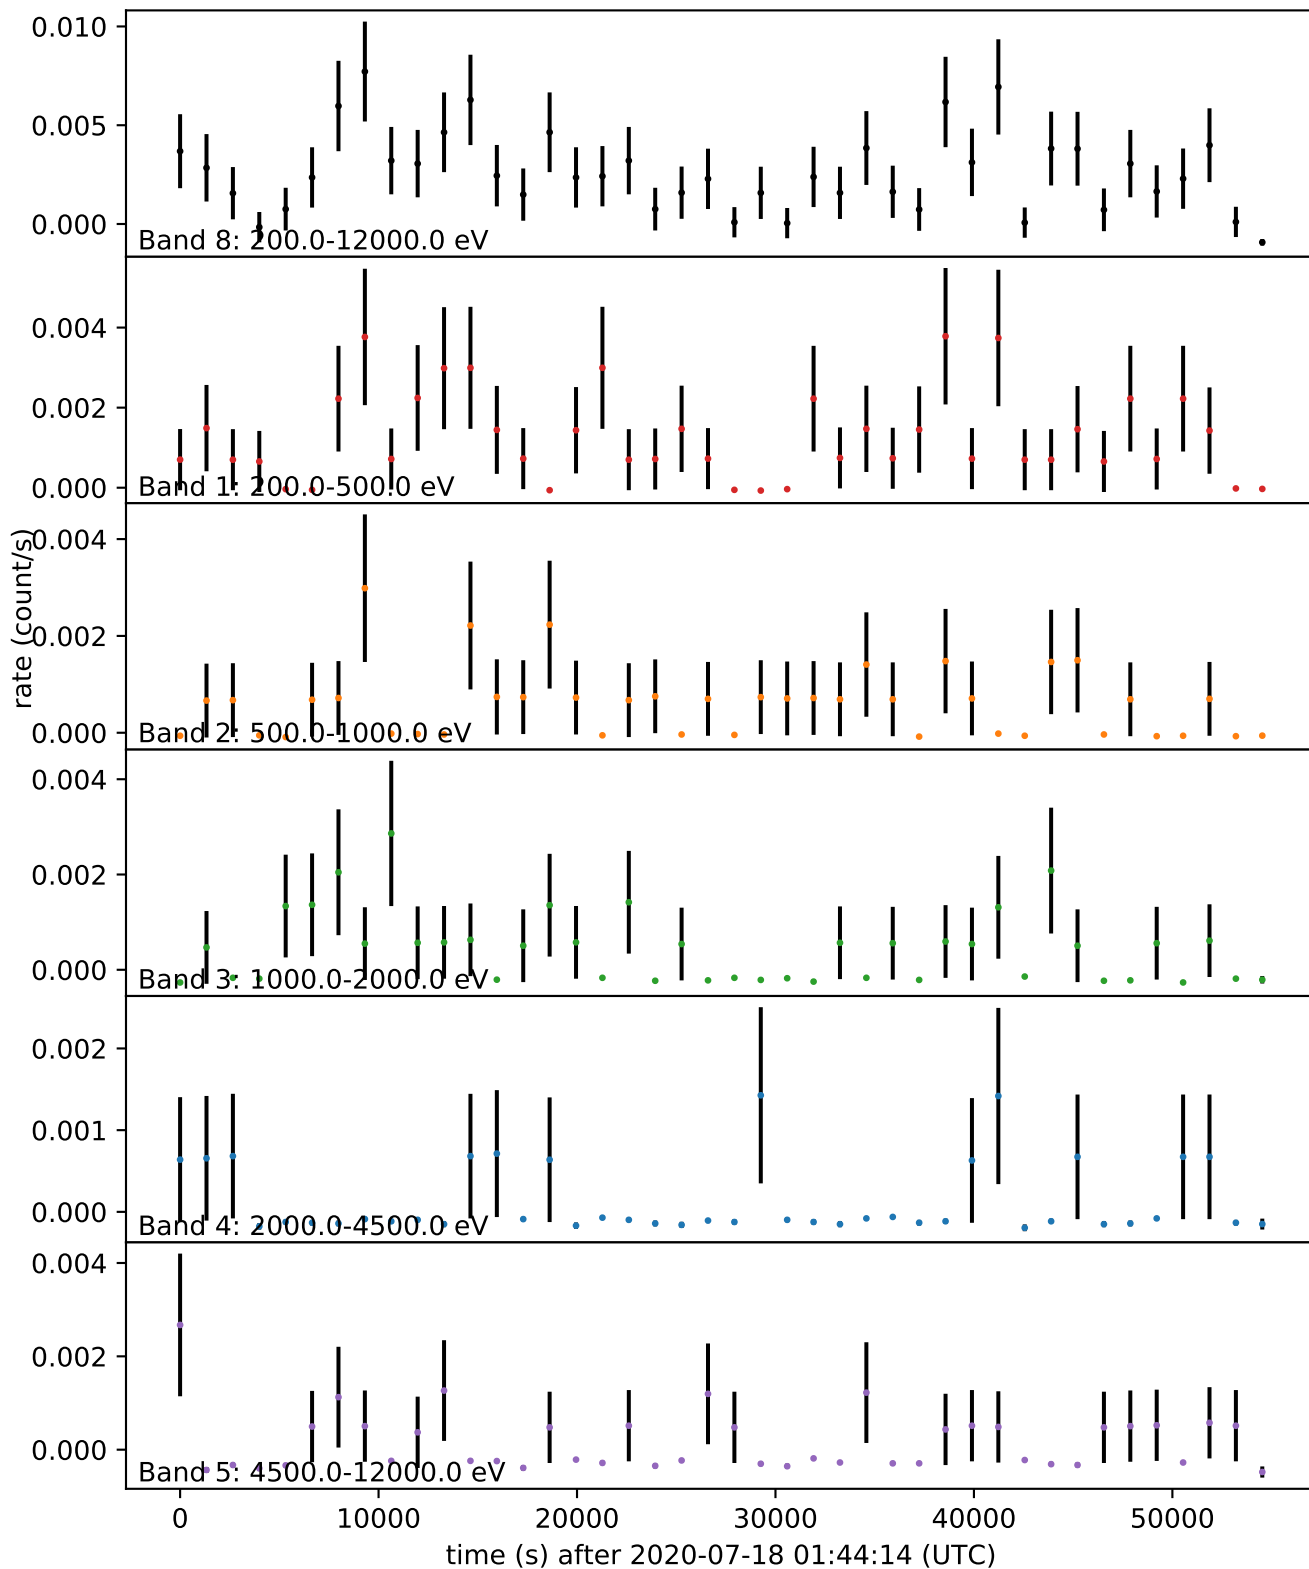 0.010
0.005
0.000
Band 8: 200.0-12000.0 eV
0.004
0.002
0.000
Band 1: 200.0-500.0 eV
rate (count/s)
0.004
0.002
0.000
Band 2: 500.0-1000.0 eV
0.004
0.002
0.000
Band 3: 1000.0-2000.0 eV
0.002
0.001
0.000
Band 4: 2000.0-4500.0 eV
0.004
0.002
0.000
Band 5: 4500.0-12000.0 eV
0 10000 20000 30000 40000 50000
time (s) after 2020-07-18 01:44:14 (UTC)